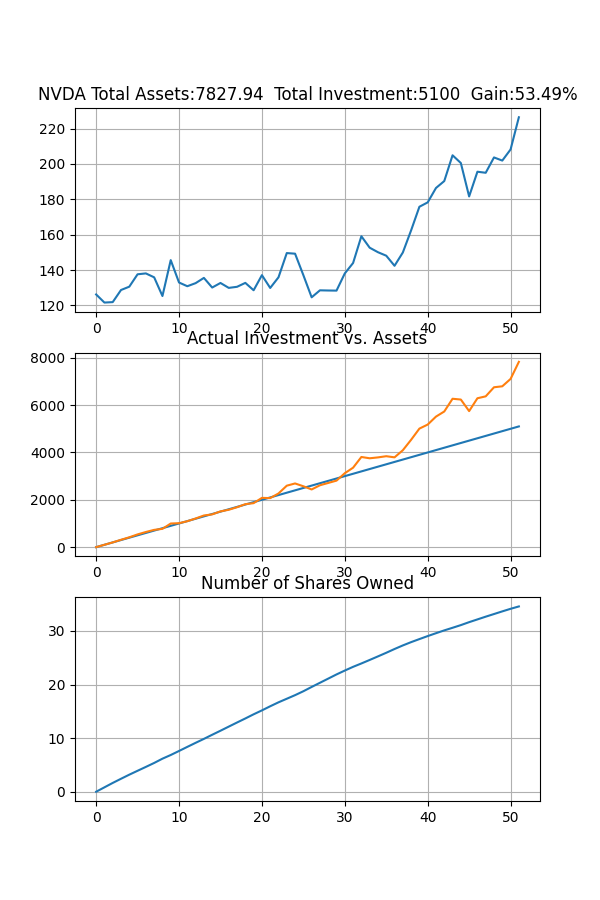 NVDA Total Assets:7827.94  Total Investment:5100  Gain:53.49%
220
200
180
160
140
120
0 10 20 30 40 50
Actual Investment vs. Assets
8000
6000
4000
2000
0
0 10 20 30 40 50
Number of Shares Owned
30
20
10
0
0 10 20 30 40 50